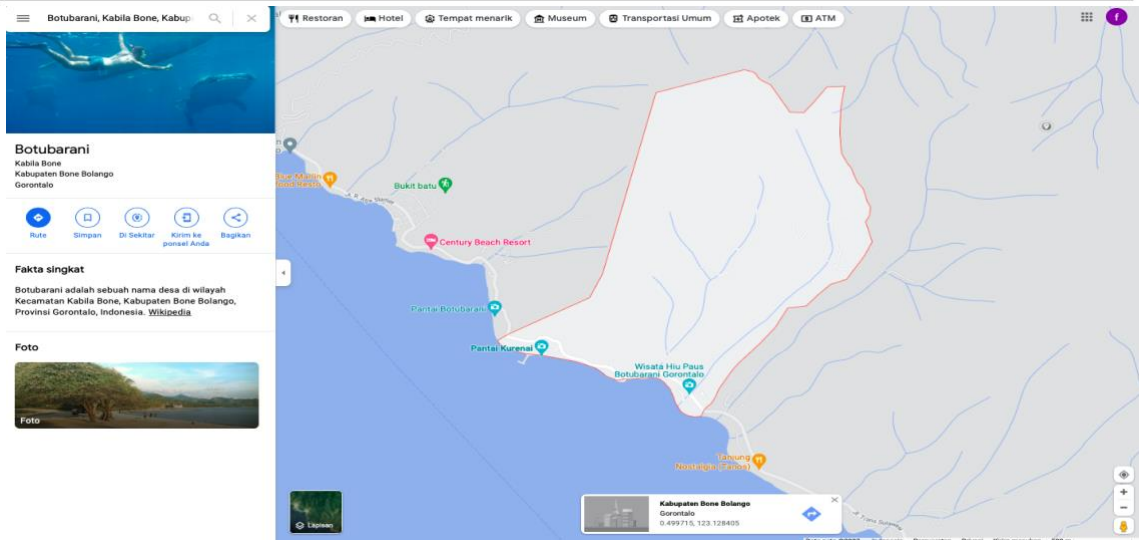 Botubarani, Kabila Bone, Kabup
Restoran
Hotel
Tempat menarik
Museum
Transportasi Umum
Apotek
ATM
f
Botubarani
Kabila Bone
Kabupaten Bone Bolango
Gorontalo
Rute
Simpan
Di Sekitar
Kirim ke
ponsel Anda
Bagikan
Fakta singkat
Botubarani adalah sebuah nama desa di wilayah
Kecamatan Kabila Bone, Kabupaten Bone Bolango,
Provinsi Gorontalo, Indonesia. Wikipedia
Foto
Foto
Bukit batu
Century Beach Resort
Pantai Botubarani
Pantai Kurenai
Wisata Hiu Paus
Botubarani Gorontalo
Nostalgia
Lapisan
Kabupaten Bone Bolango
Gorontalo
0.499715, 123.128405